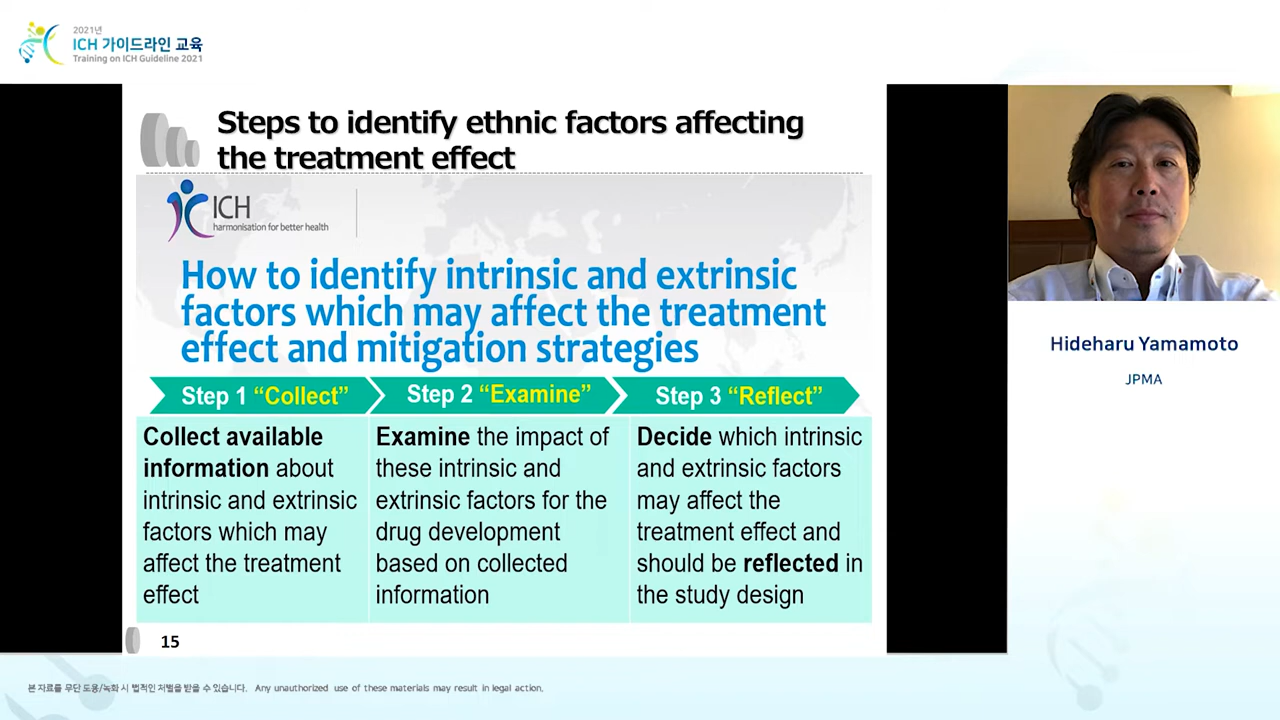 2021년
ICH 가이드라인 교육
Training on ICH Guideline 2021
Steps to identify ethnic factors affecting
the treatment effect
ICH
harmonisation for better health
How to identify intrinsic and extrinsic
factors which may affect the treatment
effect and mitigation strategies
Step 1 “Collect”
Step 2 “Examine”
Step 3 “Reflect”
Collect available
information about
intrinsic and extrinsic
factors which may
affect the treatment
effect
Examine the impact of
these intrinsic and
extrinsic factors for the
drug development
based on collected
information
Decide which intrinsic
and extrinsic factors
may affect the
treatment effect and
should be reflected in
the study design
15
Hideharu Yamamoto
JPMA
본 자료를 무단 도용/녹화 시 법적인 처벌을 받을 수 있습니다. Any unauthorized use of these materials may result in legal action.